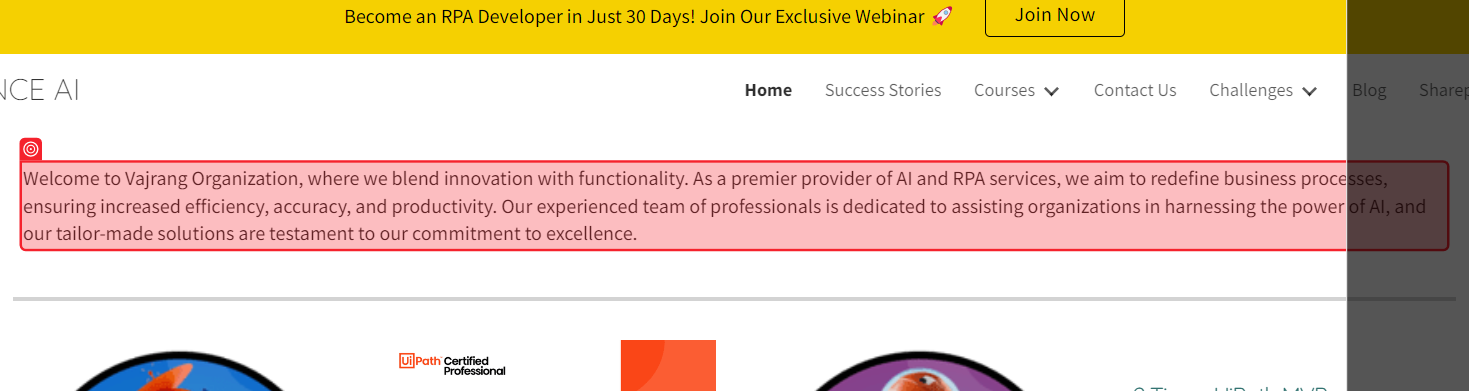 Become an RPA Developer in Just 30 Days! Join Our Exclusive Webinar 🚀 Join Now
NCE AI
Home Success Stories Courses Contact Us Challenges Blog Sharep
Welcome to Vajrang Organization, where we blend innovation with functionality. As a premier provider of AI and RPA services, we aim to redefine business processes,
ensuring increased efficiency, accuracy, and productivity. Our experienced team of professionals is dedicated to assisting organizations in harnessing the power of AI, and
our tailor-made solutions are testament to our commitment to excellence.
UiPath Certified
Professional